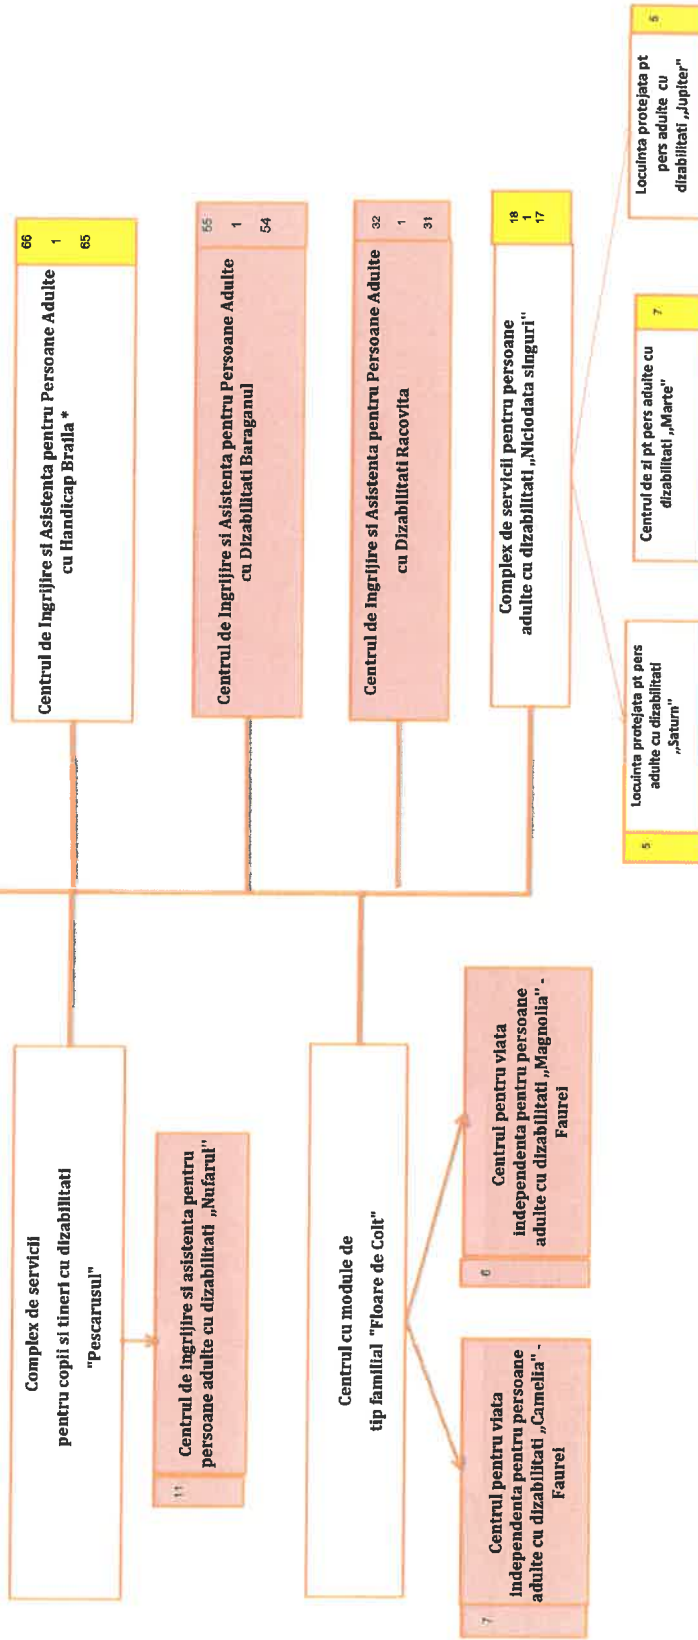 Complex de servicii
pentru copii si tineri cu dizabilitati
"Pescarusul"
Centrul de Ingrijire si Asistenta pentru Persoane Adulte
cu Handicap Braila *
66
1
65
11
Centrul de ingrijire si asistenta pentru
persoane adulte cu dizabilitati „Nufarul"
Centrul de Ingrijire si Asistenta pentru Persoane Adulte
cu Dizabilitati Baraganul
55
1
54
Centrul cu module de
tip familial "Floare de Colt"
Centrul de Ingrijire si Asistenta pentru Persoane Adulte
cu Dizabilitati Racovita
32
1
31
7
Centrul pentru viata
independenta pentru persoane
adulte cu dizabilitati „Camelia" -
Faurei
6
Centrul pentru viata
independenta pentru persoane
adulte cu dizabilitati „Magnolia" -
Faurei
Complex de servicii pentru persoane
adulte cu dizabilitati „Niciodata singuri"
18
1
17
5
Locuinta protejata pt pers
adulte cu dizabilitati
„Saturn"
Centrul de zi pt pers adulte cu
dizabilitati „Marte"
7
Locuinta protejata pt
pers adulte cu
dizabilitati „Jupiter"
5